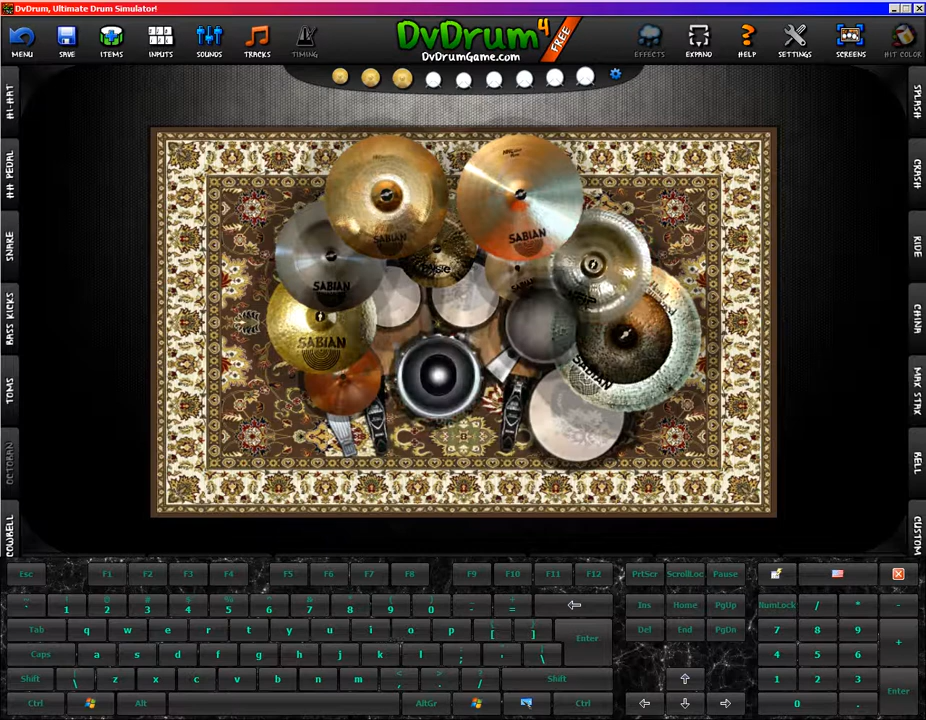 DvDrum, Ultimate Drum Simulator!
MENU SAVE ITEMS INPUTS SOUNDS TRACKS TIMING
DvDrum4 FREE
DvDrumGame.com
EFFECTS EXPAND HELP SETTINGS SCREENS HIT COLOR
HI-HAT
HH PEDAL
SNARE
BASS KICKS
TOMS
OCTOBAN
COWBELL
SABIAN
SABIAN
SABIAN
SABIAN
SABIAN
SABIAN
SPLASH
CRASH
RIDE
CHINA
MAX STAX
BELL
CUSTOM
Esc F1 F2 F3 F4 F5 F6 F7 F8 F9 F10 F11 F12 PrtScr ScrollLoc Pause
1 2 3 4 5 6 7 8 9 0 - = Ins Home PgUp NumLock / * -
Tab q w e r t y u i o p [ ] Enter Del End PgDn 7 8 9 +
Caps a s d f g h j k l ; ' \ 4 5 6
Shift \ z x c v b n m , . / Shift 1 2 3 Enter
Ctrl Alt AltGr Ctrl 0 .